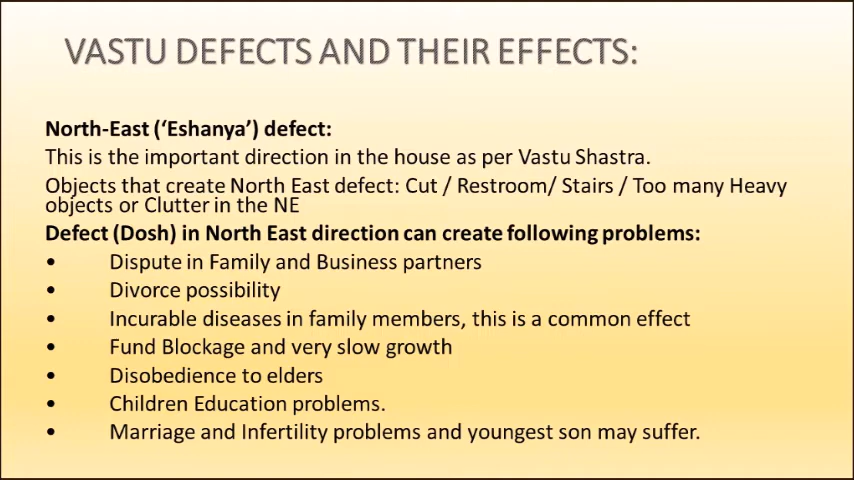 VASTU DEFECTS AND THEIR EFFECTS:
North-East (‘Eshanya’) defect:
This is the important direction in the house as per Vastu Shastra.
Objects that create North East defect: Cut / Restroom/ Stairs / Too many Heavy
objects or Clutter in the NE
Defect (Dosh) in North East direction can create following problems:
• Dispute in Family and Business partners
• Divorce possibility
• Incurable diseases in family members, this is a common effect
• Fund Blockage and very slow growth
• Disobedience to elders
• Children Education problems.
• Marriage and Infertility problems and youngest son may suffer.